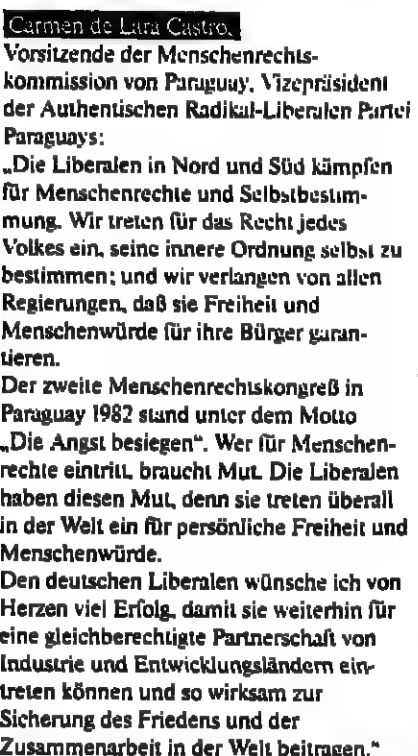 Carmen de Lara Castro,
Vorsitzende der Menschenrechts-
kommission von Paraguay, Vizepräsident
der Authentischen Radikal-Liberalen Partei
Paraguays:
„Die Liberalen in Nord und Süd kämpfen
für Menschenrechte und Selbstbestim-
mung. Wir treten für das Recht jedes
Volkes ein, seine innere Ordnung selbst zu
bestimmen; und wir verlangen von allen
Regierungen, daß sie Freiheit und
Menschenwürde für ihre Bürger garan-
tieren.
Der zweite Menschenrechtskongreß in
Paraguay 1982 stand unter dem Motto
„Die Angst besiegen“. Wer für Menschen-
rechte eintritt, braucht Mut. Die Liberalen
haben diesen Mut, denn sie treten überall
in der Welt ein für persönliche Freiheit und
Menschenwürde.
Den deutschen Liberalen wünsche ich von
Herzen viel Erfolg, damit sie weiterhin für
eine gleichberechtigte Partnerschaft von
Industrie und Entwicklungsländern ein-
treten können und so wirksam zur
Sicherung des Friedens und der
Zusammenarbeit in der Welt beitragen.“